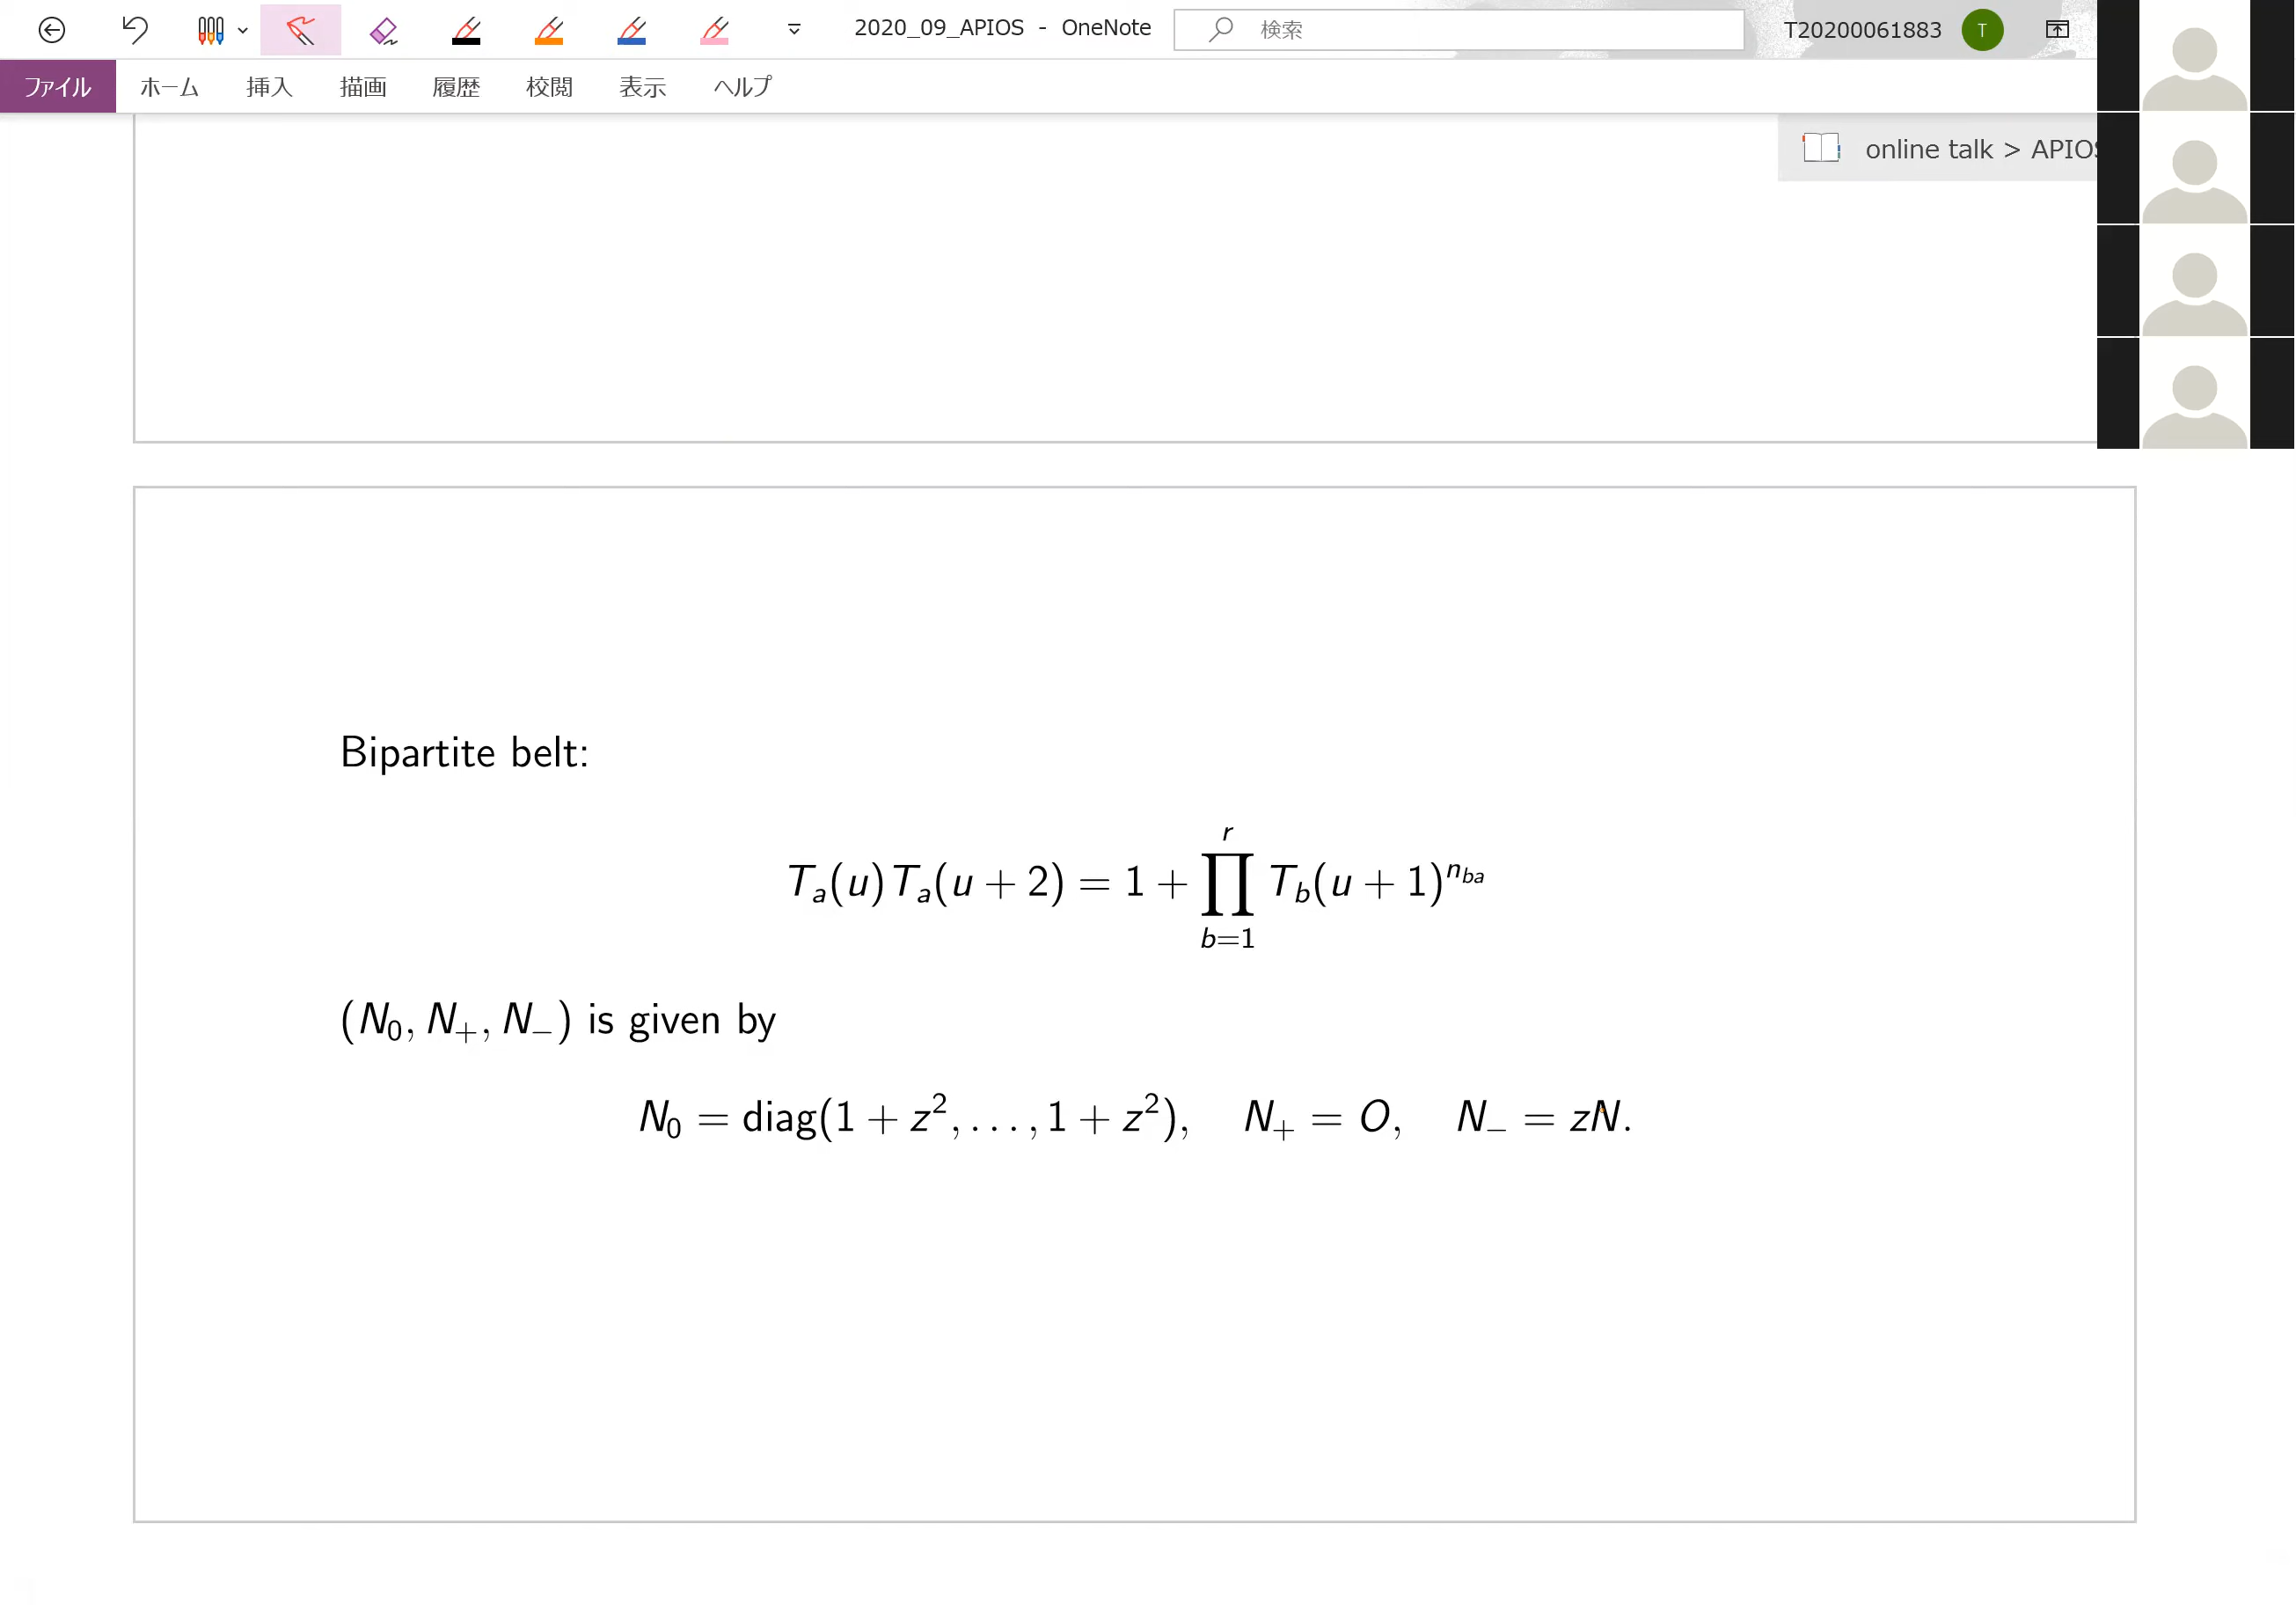 2020_09_APIOS - OneNote
検索
T20200061883
T
ファイル ホーム 挿入 描画 履歴 校閲 表示 ヘルプ
online talk > APIOS
Bipartite belt:
T_a(u)T_a(u + 2) = 1 + ∏_{b=1}^{r} T_b(u + 1)^{n_{ba}}
(N_0, N_+, N_−) is given by
N_0 = diag(1 + z^2, . . . , 1 + z^2), N_+ = O, N_− = zN.